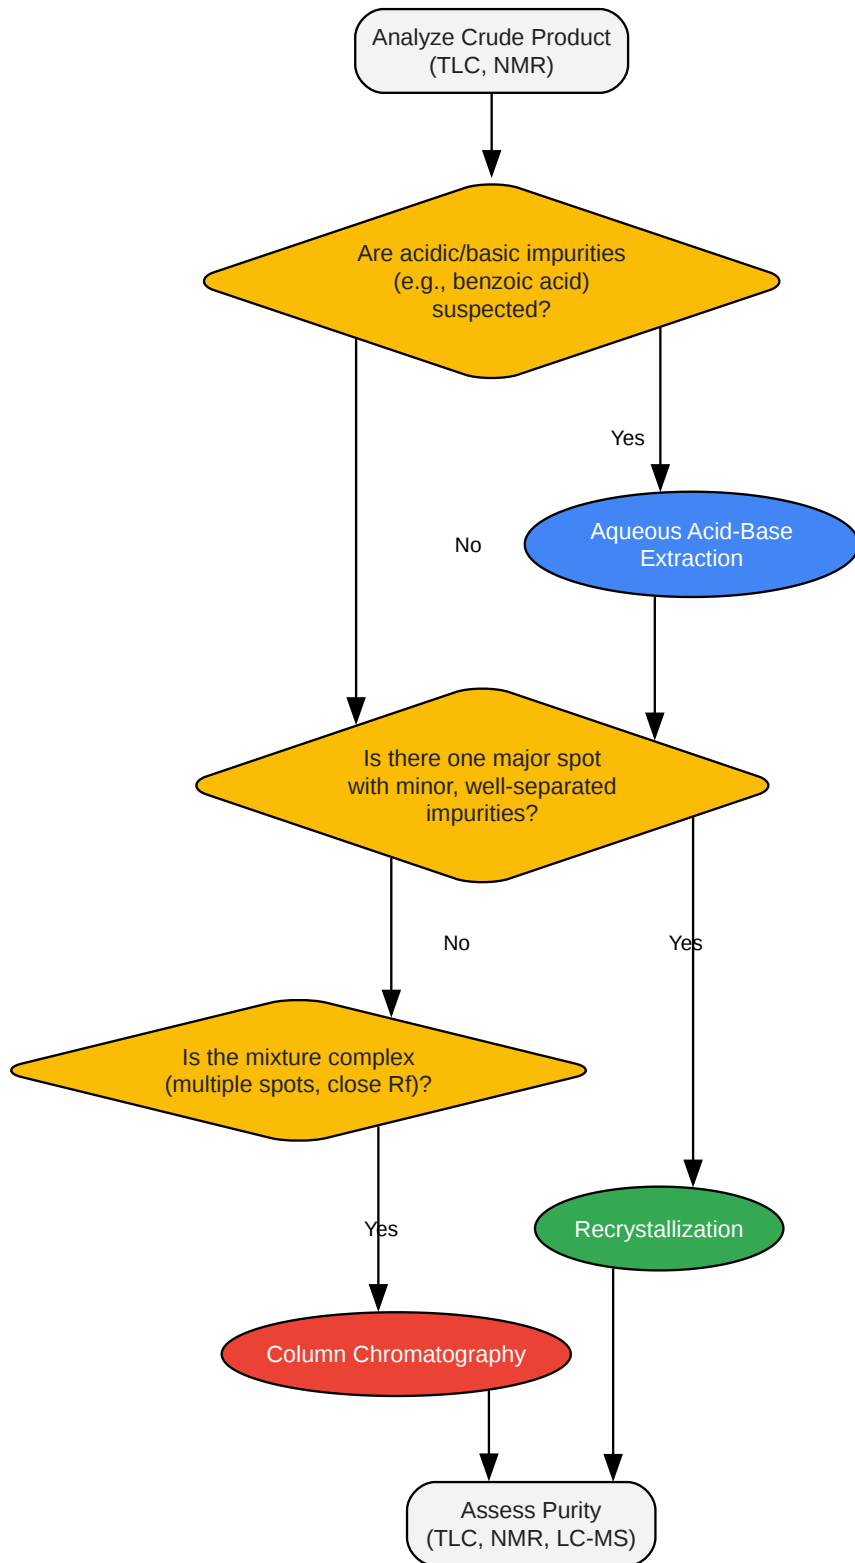 Analyze Crude Product
(TLC, NMR)
Are acidic/basic impurities
(e.g., benzoic acid)
suspected?
Yes
No
Aqueous Acid-Base
Extraction
Is there one major spot
with minor, well-separated
impurities?
No
Yes
Is the mixture complex
(multiple spots, close Rf)?
Yes
Recrystallization
Column Chromatography
Assess Purity
(TLC, NMR, LC-MS)